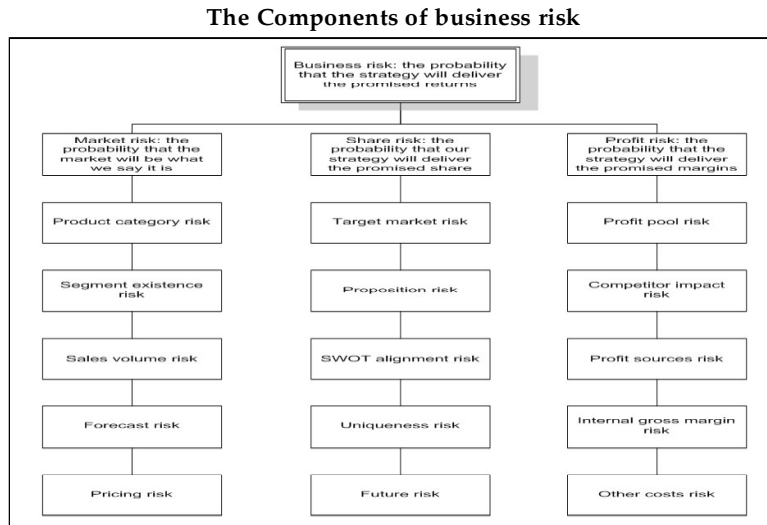 The Components of business risk
Business risk: the probability
that the strategy will deliver
the promised returns
Market risk: the
probability that the
market will be what
we say it is
Share risk: the
probability that our
strategy will deliver
the promised share
Profit risk: the
probability that the
strategy will deliver
the promised margins
Product category risk
Target market risk
Profit pool risk
Segment existence
risk
Proposition risk
Competitor impact
risk
Sales volume risk
SWOT alignment risk
Profit sources risk
Forecast risk
Uniqueness risk
Internal gross margin
risk
Pricing risk
Future risk
Other costs risk